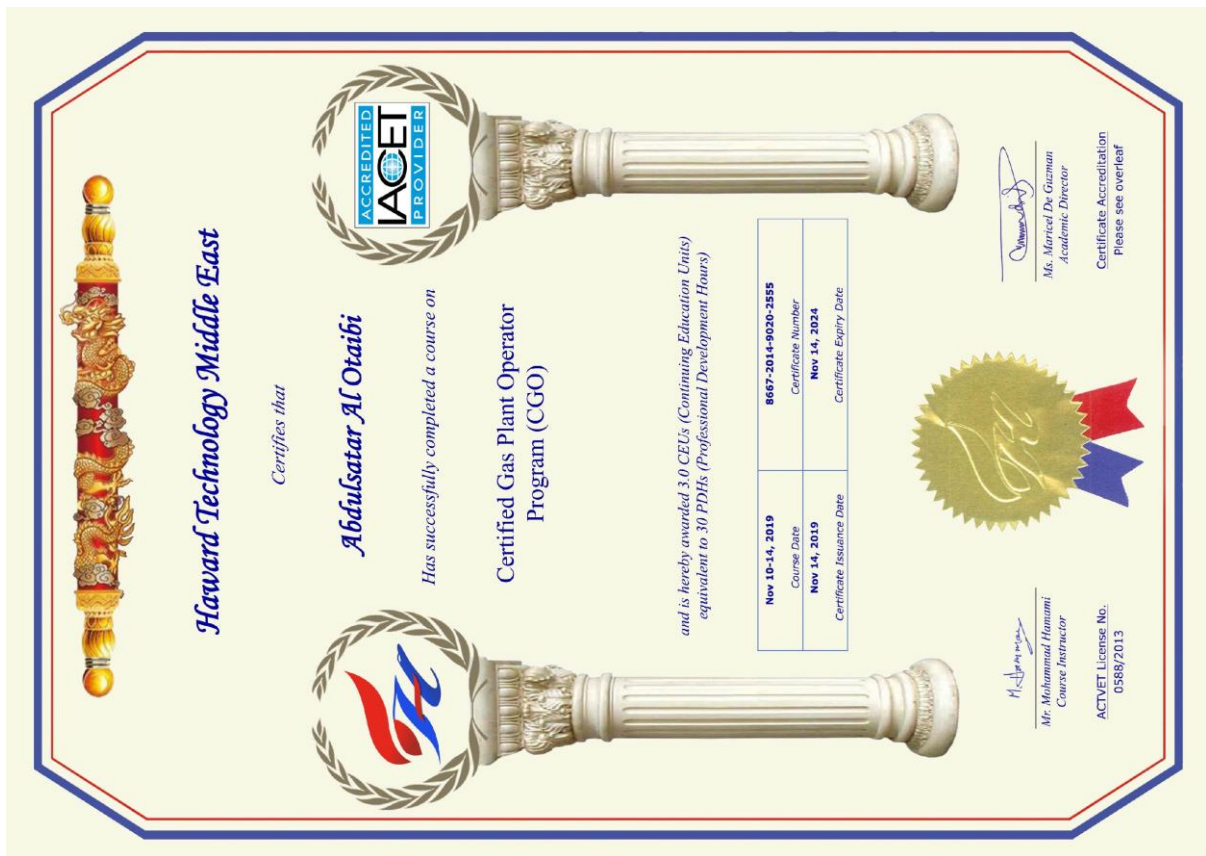 Haward Technology Middle East
Certifies that
ACCREDITED
IACET
PROVIDER
Abdulsatar Al Otaibi
Has successfully completed a course on
Certified Gas Plant Operator
Program (CGO)
and is hereby awarded 3.0 CEUs (Continuing Education Units)
equivalent to 30 PDHs (Professional Development Hours)
Nov 10-14, 2019
Course Date
8667-2014-9020-2555
Certificate Number
Nov 14, 2019
Certificate Issuance Date
Nov 14, 2024
Certificate Expiry Date
Mr. Mohammad Hamami
Course Instructor
ACTVET License No.
0588/2013
Ms. Maricel De Guzman
Academic Director
Certificate Accreditation
Please see overleaf